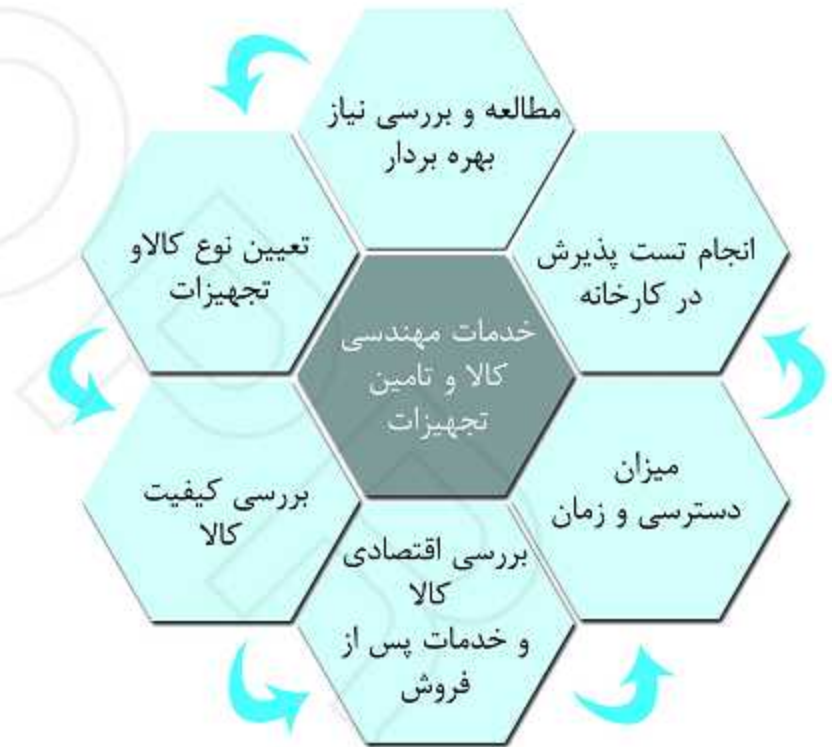 مطالعه و بررسی نیاز
بهره بردار
تعیین نوع کالاو
تجهیزات
بررسی کیفیت
کالا
بررسی اقتصادی
کالا
و خدمات پس از
فروش
میزان
دسترسی و زمان
انجام تست پذیرش
در کارخانه
خدمات مهندسی
کالا و تامین
تجهیزات